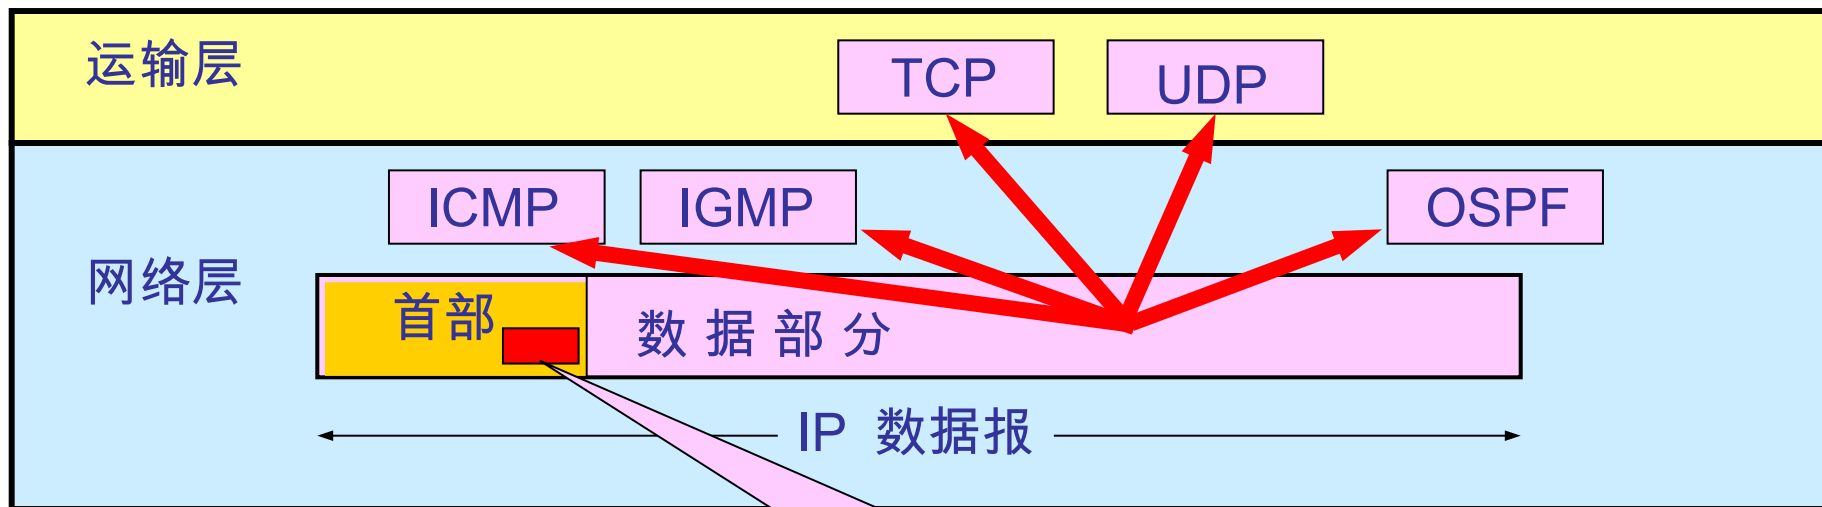 运输层
TCP
UDP
ICMP
IGMP
OSPF
网络层
首部
数据部分
IP 数据报